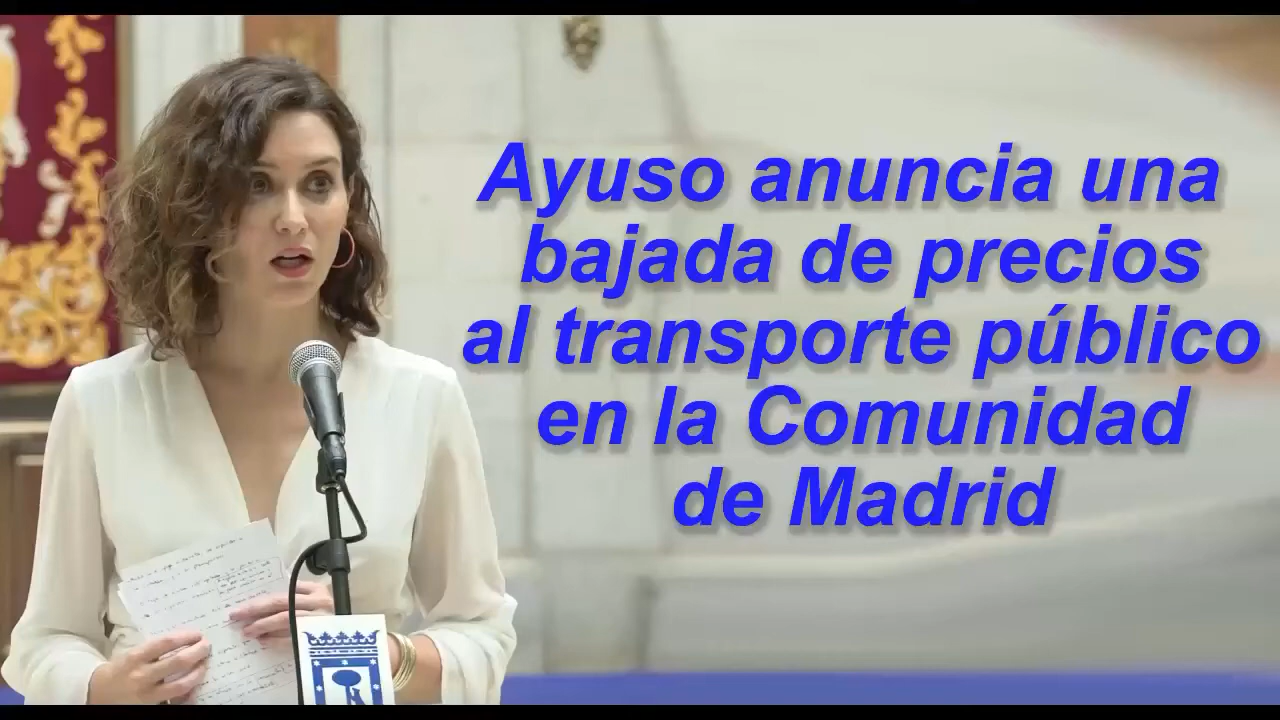 Ayuso anuncia una
bajada de precios
al transporte público
en la Comunidad
de Madrid